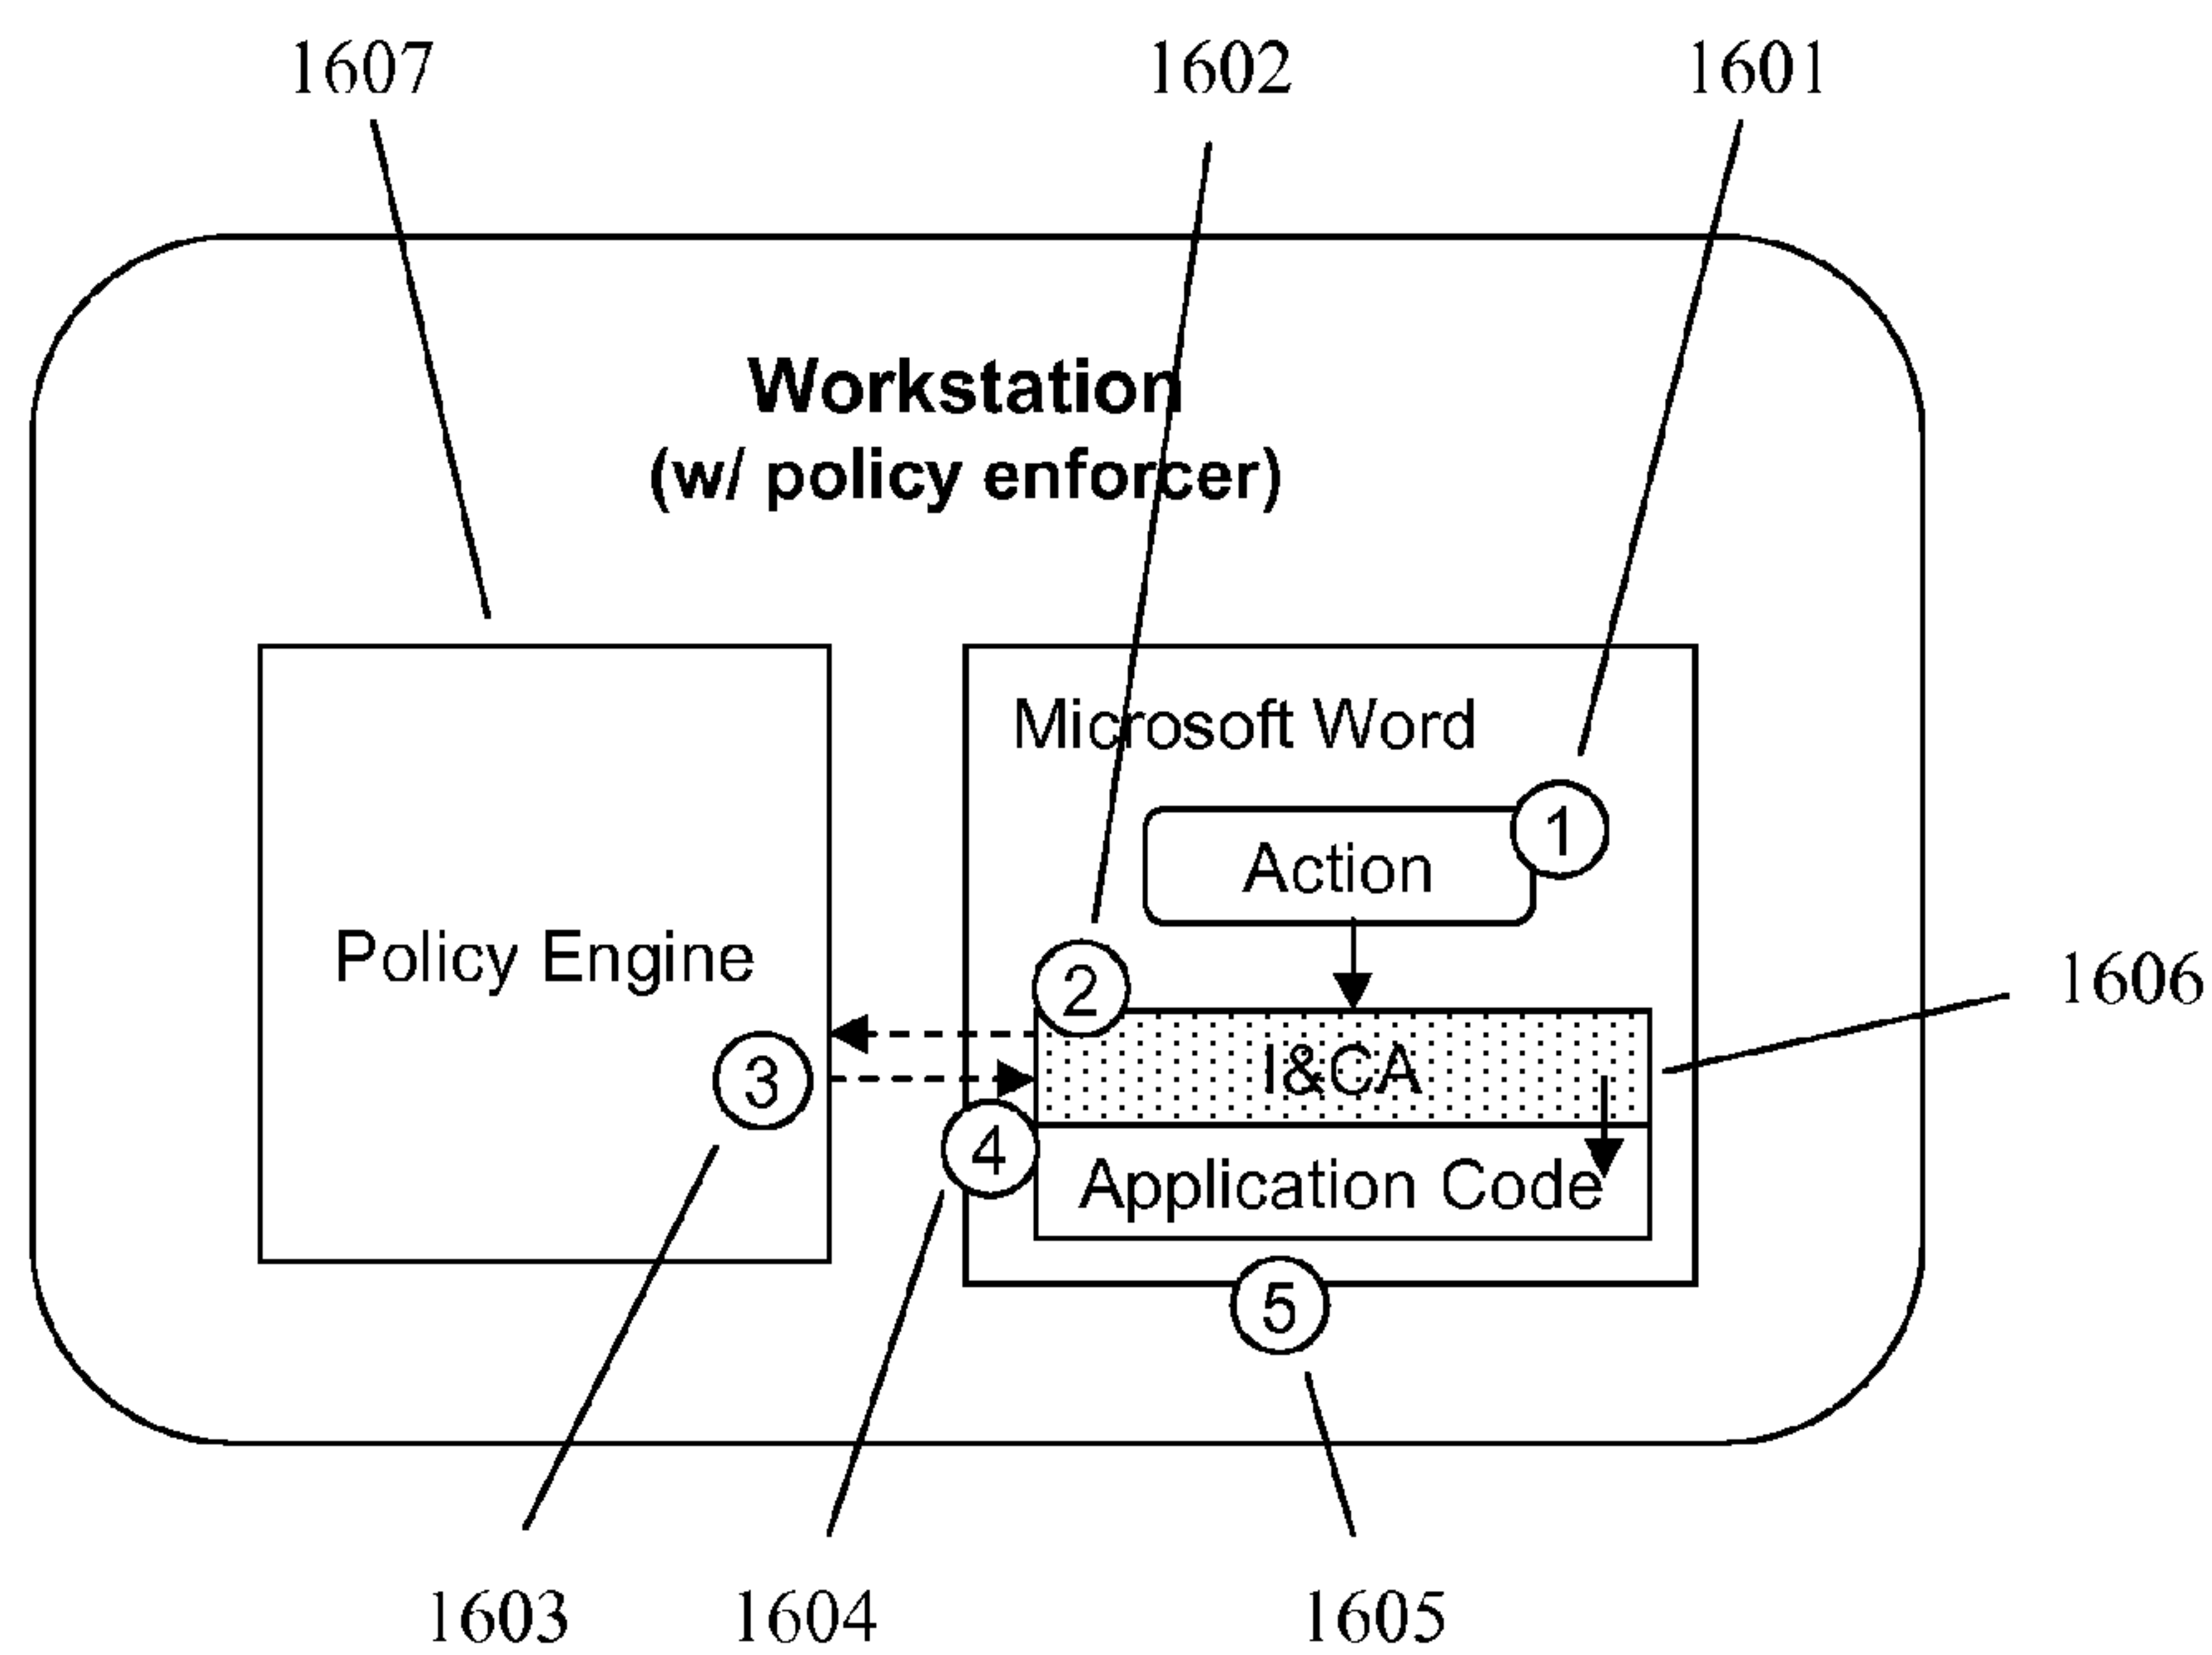 1607
1602
1601
Workstation
(w/ policy enforcer)
Microsoft Word
1
Action
Policy Engine
2
1606
3
I&CA
4
Application Code
5
1603
1604
1605